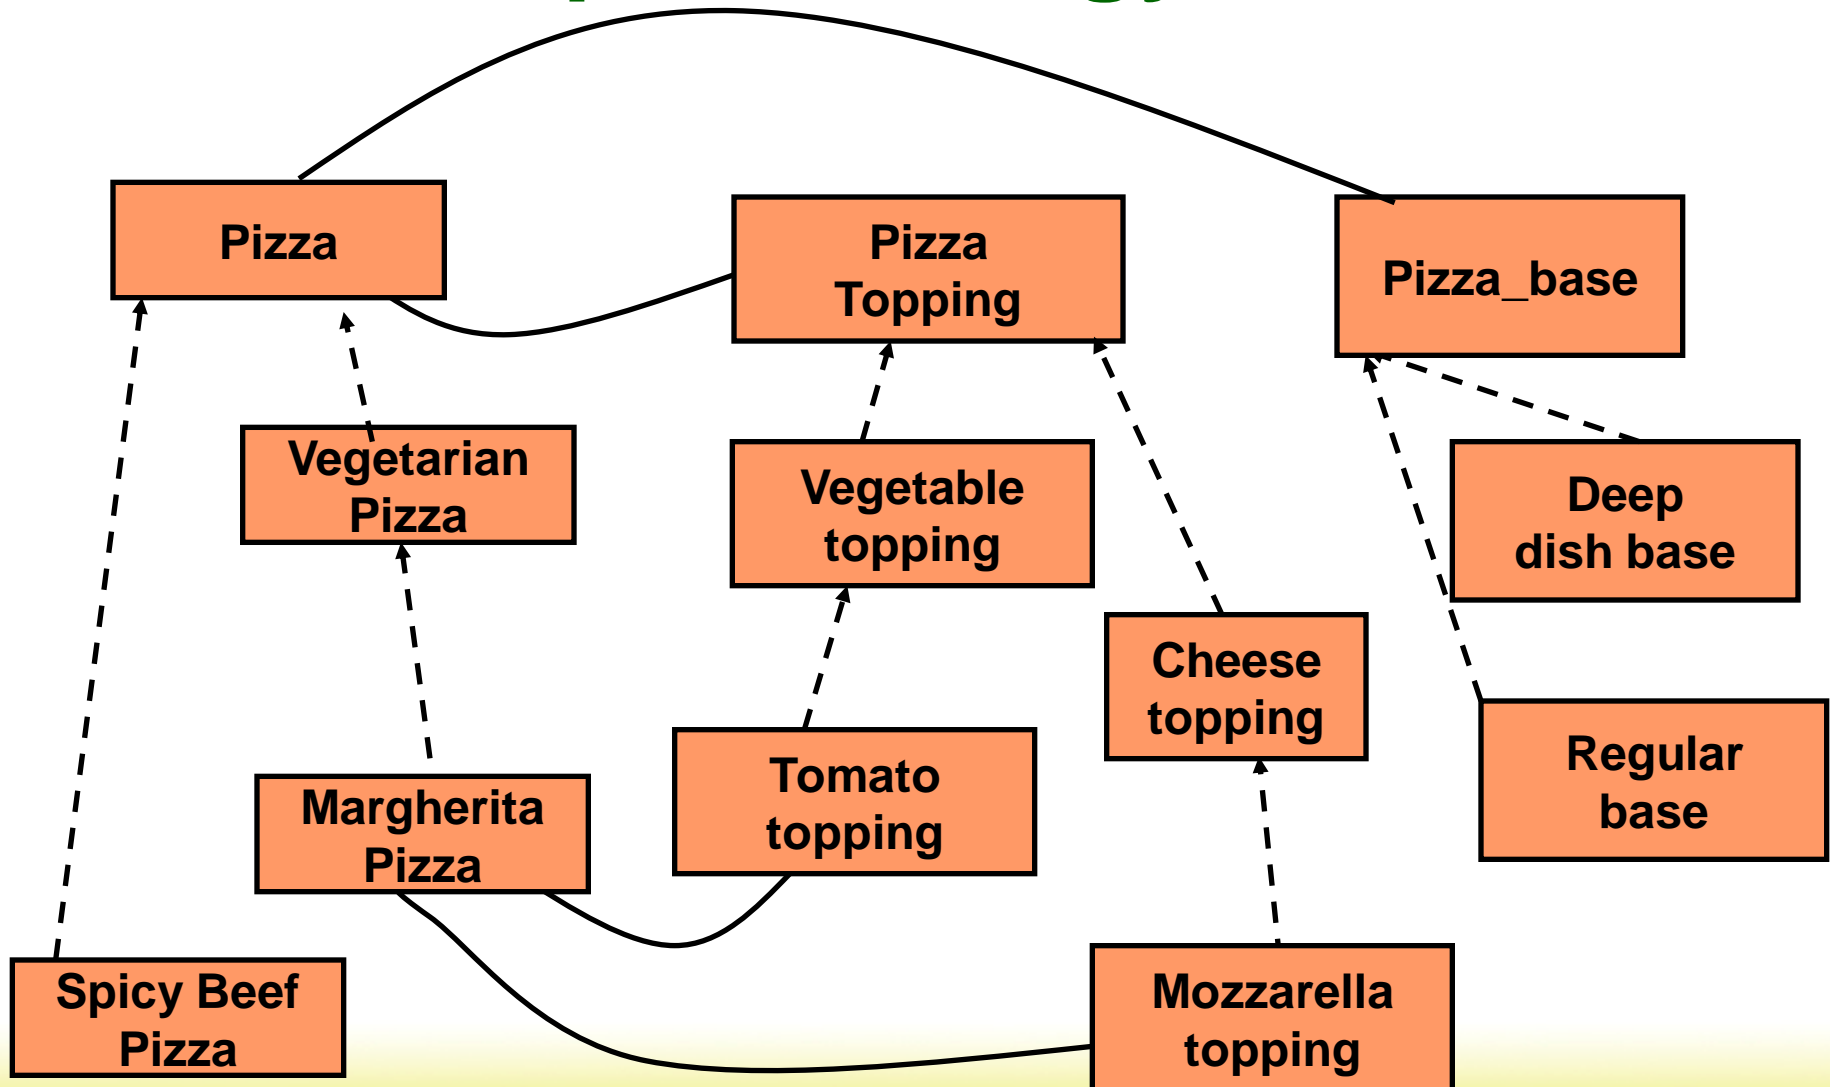 Pizza
Pizza
Topping
Pizza_base
Vegetarian
Pizza
Vegetable
topping
Deep
dish base
Cheese
topping
Regular
base
Margherita
Pizza
Tomato
topping
Spicy Beef
Pizza
Mozzarella
topping